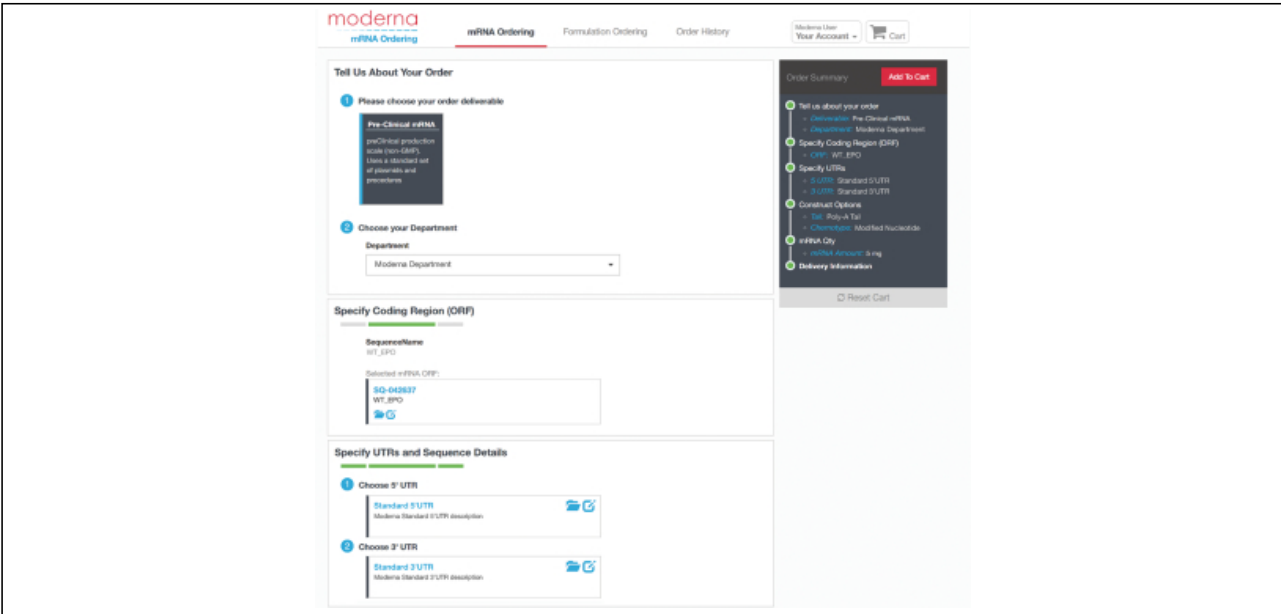 moderna
mRNA Ordering
mRNA Ordering
Formulation Ordering
Order History
Moderna User
Your Account
Cart
Tell Us About Your Order
1 Please choose your order deliverable
Pre-Clinical mRNA
preClinical production
scale (non-GMP).
Uses a standard set
of plasmids and
procedures
2 Choose your Department
Department
Moderna Department
Specify Coding Region (ORF)
SequenceName
WT_EPO
Selected mRNA ORF:
SQ-042637
WT_EPO
Specify UTRs and Sequence Details
1 Choose 5' UTR
Standard 5'UTR
Moderna Standard 5'UTR description
2 Choose 3' UTR
Standard 3'UTR
Moderna Standard 3'UTR description
Order Summary
Add To Cart
Tell us about your order
Deliverable: Pre-Clinical mRNA
Department: Moderna Department
Specify Coding Region (ORF)
ORF: WT_EPO
Specify UTRs
5-UTR: Standard 5'UTR
3-UTR: Standard 3'UTR
Construct Options
Tail: Poly-A Tail
Chemotype: Modified Nucleotide
mRNA Qty
mRNA Amount: 5 mg
Delivery Information
Reset Cart